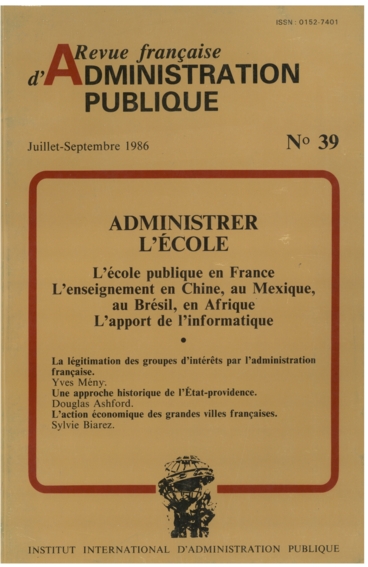 ISSN : 0152-7401
Revue française
d'ADMINISTRATION
PUBLIQUE
Juillet-Septembre 1986
No 39
ADMINISTRER
L'ÉCOLE
L'école publique en France
L'enseignement en Chine, au Mexique,
au Brésil, en Afrique
L'apport de l'informatique
•
La légitimation des groupes d'intérêts par l'administration
française.
Yves Mény.
Une approche historique de l'État-providence.
Douglas Ashford.
L'action économique des grandes villes françaises.
Sylvie Biarez.
INSTITUT INTERNATIONAL D'ADMINISTRATION PUBLIQUE